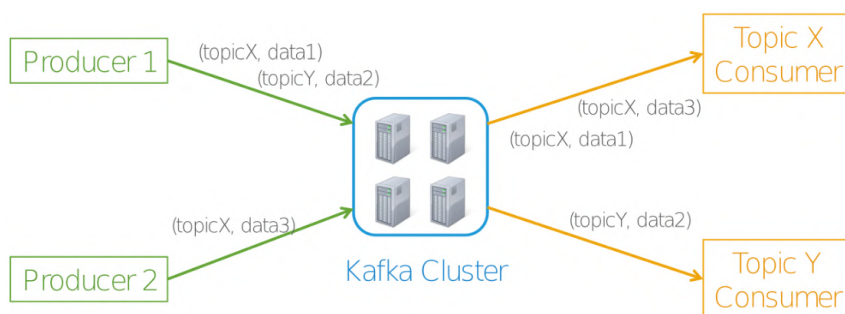 Producer 1
(topicX, data1)
(topicY, data2)
Topic X
Consumer
(topicX, data3)
(topicX, data1)
(topicX, data3)
(topicY, data2)
Producer 2
Kafka Cluster
Topic Y
Consumer